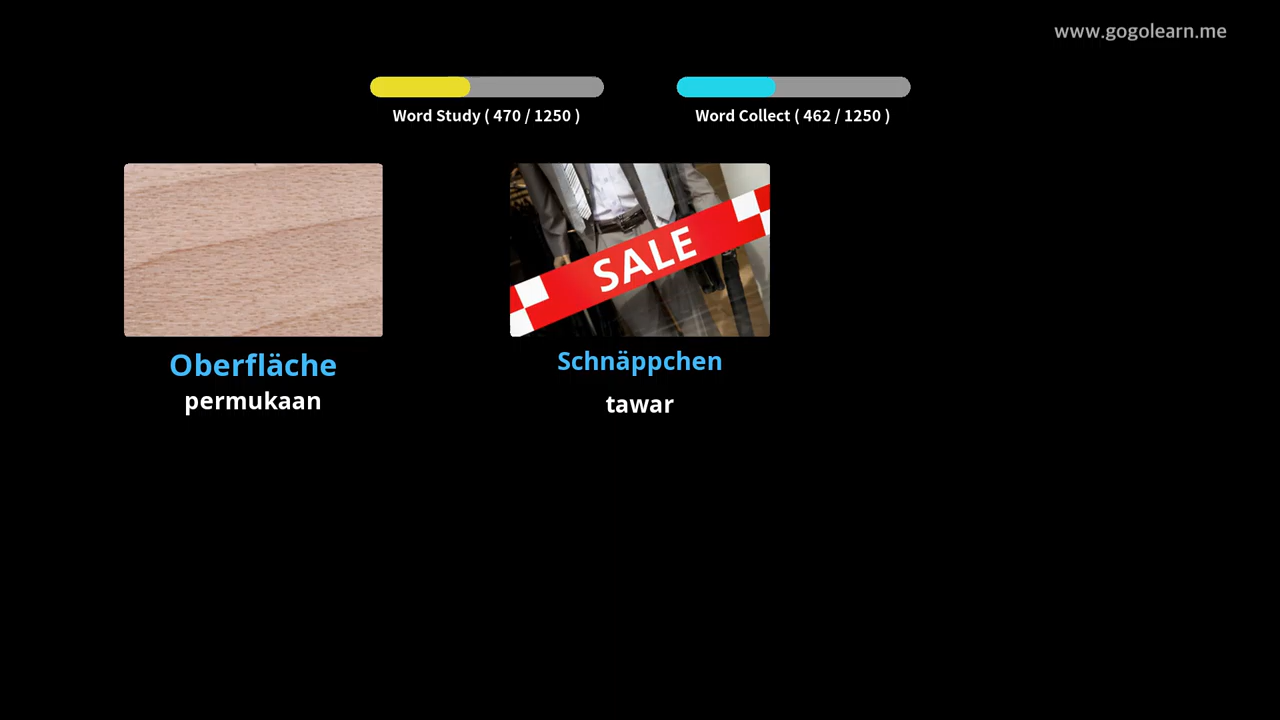 www.gogolearn.me
Word Study ( 470 / 1250 )
Word Collect ( 462 / 1250 )
SALE
Oberfläche
permukaan
Schnäppchen
tawar